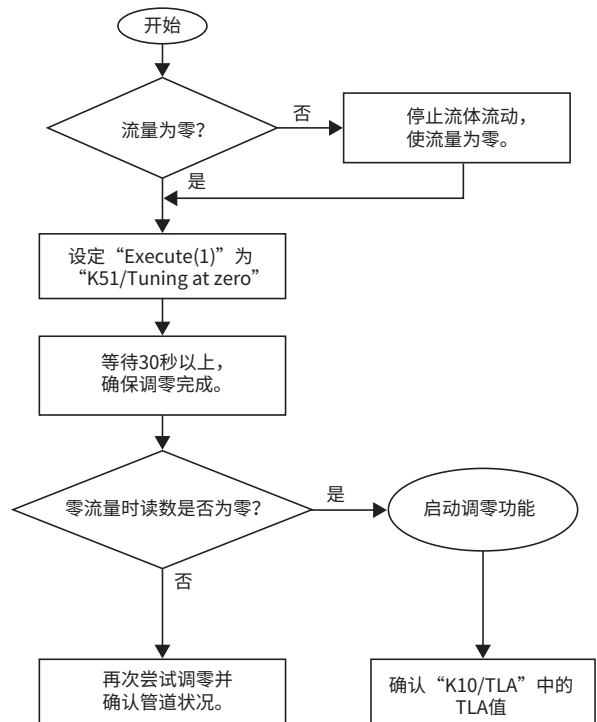 开始
流量为零？
否
停止流体流动，
使流量为零。
是
设定“Execute(1)”为
“K51/Tuning at zero”
等待30秒以上，
确保调零完成。
零流量时读数是否为零？
是
启动调零功能
否
再次尝试调零并
确认管道状况。
确认“K10/TLA”中的
TLA值